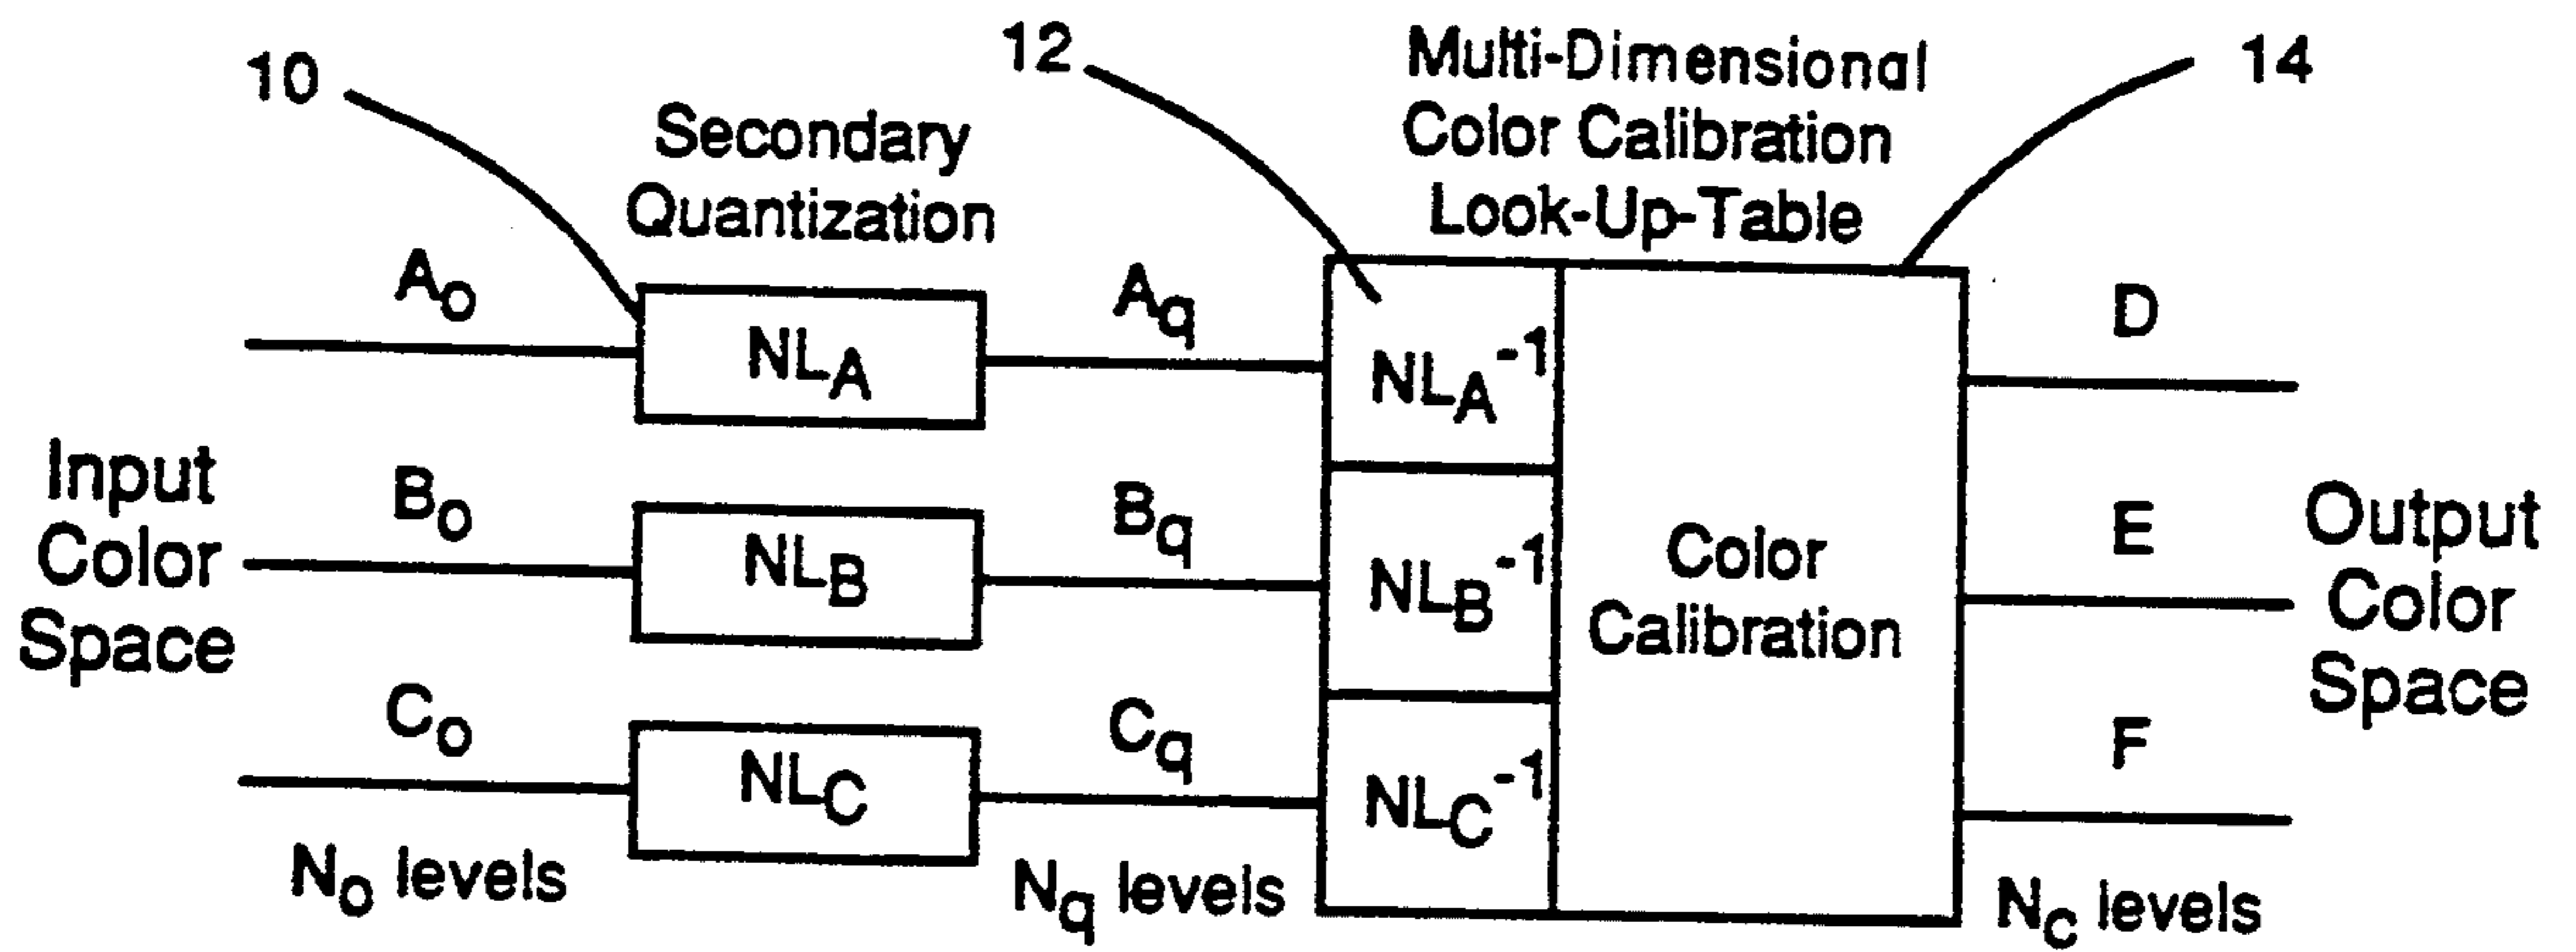 10
12
14
Secondary
Quantization
Multi-Dimensional
Color Calibration
Look-Up-Table
Input
Color
Space
Ao
Bo
Co
No levels
NLA
NLB
NLC
Aq
Bq
Cq
Nq levels
NLA-1
NLB-1
NLC-1
Color
Calibration
D
E
F
Nc levels
Output
Color
Space